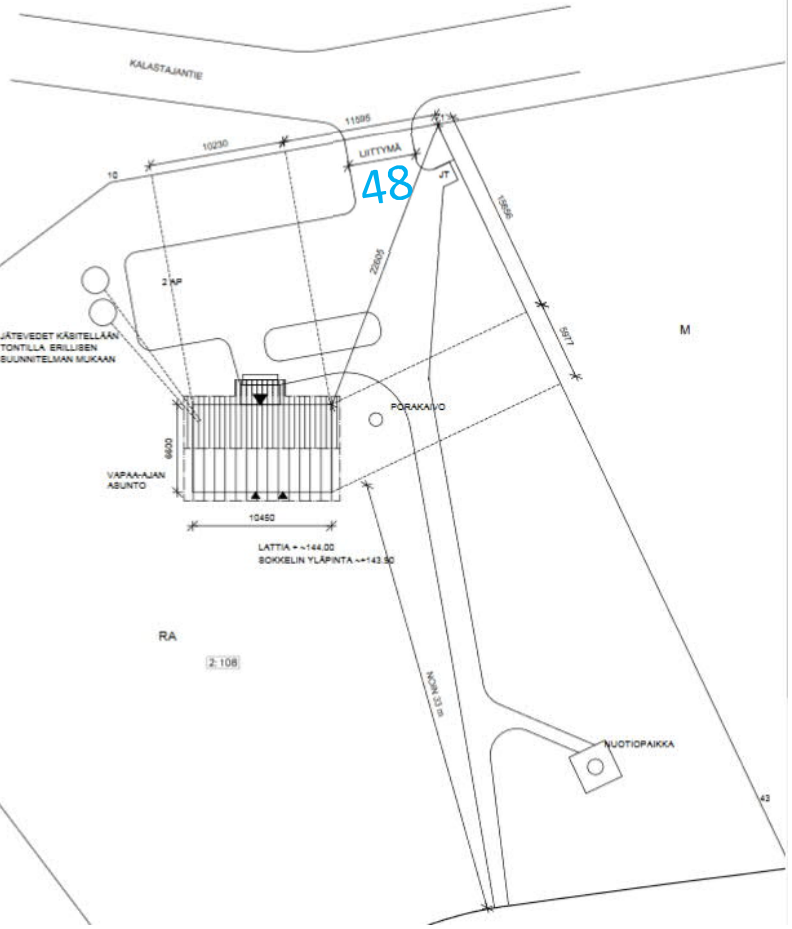 KALASTAJANTIE
11595
10230
LIITTYMÄ
1
10
48
JT
15656
22605
2 AP
5977
JÄTEVEDET KÄSITELLÄÄN
TONTILLA ERILLISEN
SUUNNITELMAN MUKAAN
M
PORAKAIVO
6600
VAPAA-AJAN
ASUNTO
10450
LATTIA + ~144.00
SOKKELIN YLÄPINTA ~+143.90
RA
2:108
NOIN 33 m
NUOTIOPAIKKA
43